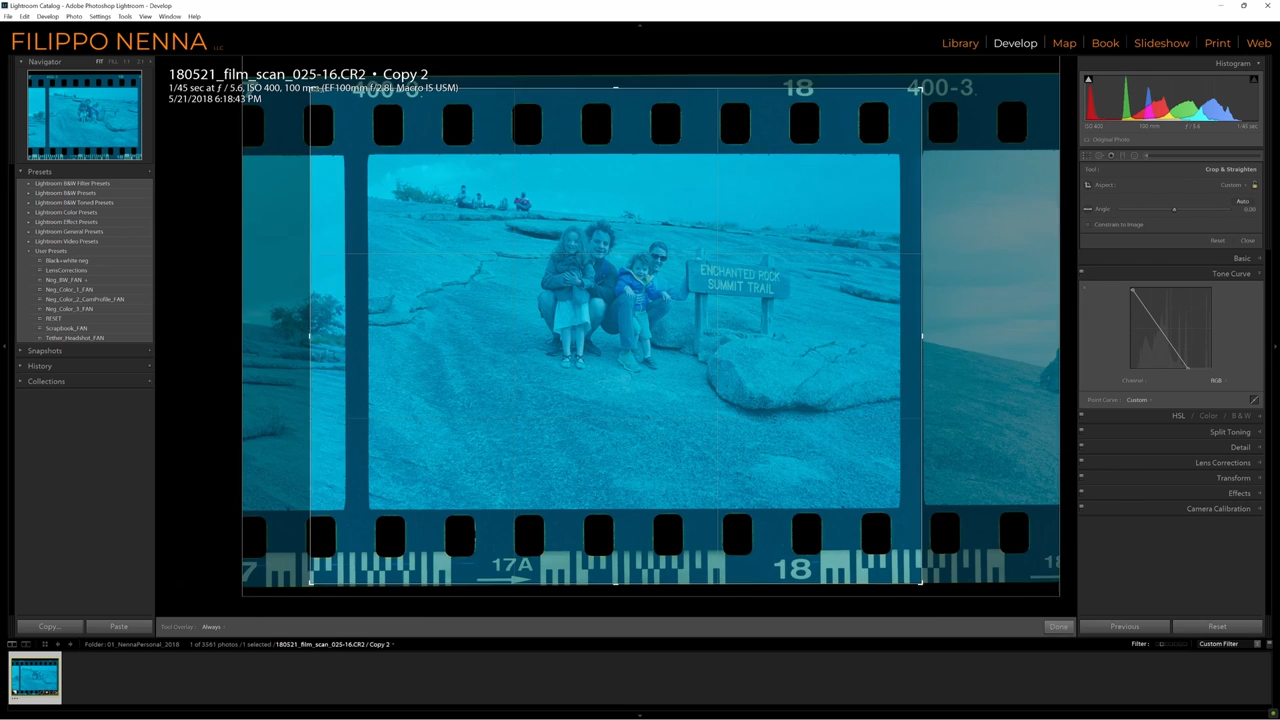 Lightroom Catalog - Adobe Photoshop Lightroom - Develop
File Edit Develop Photo Settings Tools View Window Help
FILIPPO NENNA LLC
Library Develop Map Book Slideshow Print Web
Navigator FIT FILL 1:1 2:1
Presets
Lightroom B&W Filter Presets
Lightroom B&W Presets
Lightroom B&W Toned Presets
Lightroom Color Presets
Lightroom Effect Presets
Lightroom General Presets
Lightroom Video Presets
User Presets
Black+white neg
LensCorrections
Neg_BW_FAN
Neg_Color_1_FAN
Neg_Color_2_CamProfile_FAN
Neg_Color_3_FAN
RESET
Scrapbook_FAN
Tether_Headshot_FAN
Snapshots
History
Collections
Copy... Paste
180521_film_scan_025-16.CR2 • Copy 2
1/45 sec at ƒ / 5.6, ISO 400, 100 mm (EF100mm f/2.8L Macro IS USM)
5/21/2018 6:18:43 PM
18 400-3
ENCHANTED ROCK
SUMMIT TRAIL
7 17A 18
Tool Overlay: Always
Done
Histogram
ISO 400 100 mm ƒ / 5.6 1/45 sec
Original Photo
Tool: Crop & Straighten
Aspect: Custom
Auto
Angle 0.00
Constrain to Image
Reset Close
Basic
Tone Curve
Channel: RGB
Point Curve: Custom
HSL / Color / B & W
Split Toning
Detail
Lens Corrections
Transform
Effects
Camera Calibration
Previous Reset
Folder: 01_NennaPersonal_2018 1 of 3561 photos / 1 selected / 180521_film_scan_025-16.CR2 / Copy 2
Filter: Custom Filter